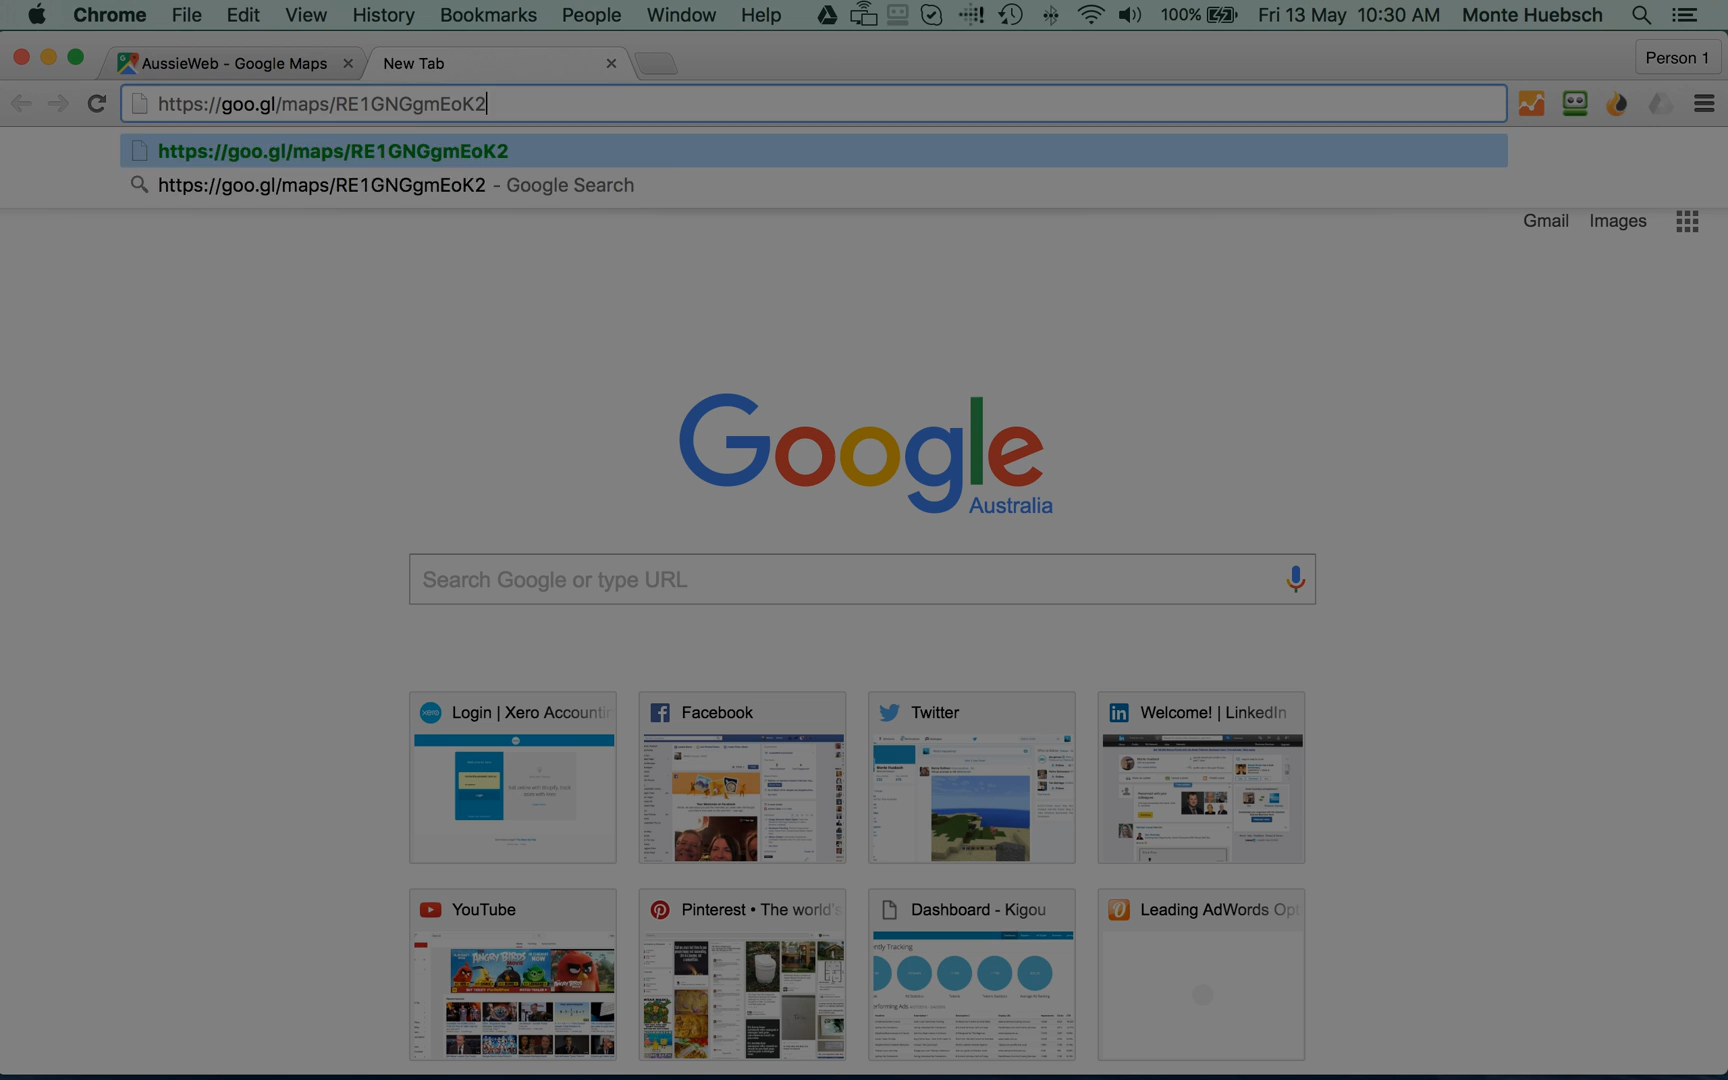 Chrome File Edit View History Bookmarks People Window Help 100% Fri 13 May 10:30 AM Monte Huebsch
AussieWeb - Google Maps New Tab Person 1
https://goo.gl/maps/RE1GNGgmEoK2
https://goo.gl/maps/RE1GNGgmEoK2
https://goo.gl/maps/RE1GNGgmEoK2 - Google Search
Gmail Images
Google
Australia
Search Google or type URL
Login | Xero Accountin Facebook Twitter Welcome! | LinkedIn
YouTube Pinterest • The world's Dashboard - Kigou Leading AdWords Opt
ANGRY BIRDS